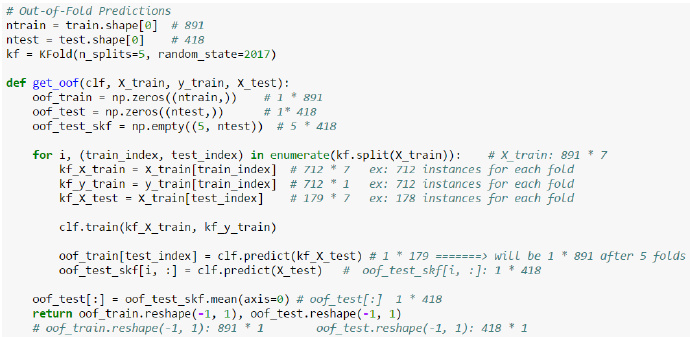 # Out-of-Fold Predictions
ntrain = train.shape[0]  # 891
ntest = test.shape[0]    # 418
kf = KFold(n_splits=5, random_state=2017)

def get_oof(clf, X_train, y_train, X_test):
    oof_train = np.zeros((ntrain,))    # 1 * 891
    oof_test = np.zeros((ntest,))      # 1* 418
    oof_test_skf = np.empty((5, ntest))  # 5 * 418

    for i, (train_index, test_index) in enumerate(kf.split(X_train)):    # X_train: 891 * 7
        kf_X_train = X_train[train_index]  # 712 * 7   ex: 712 instances for each fold
        kf_y_train = y_train[train_index]  # 712 * 1   ex: 712 instances for each fold
        kf_X_test = X_train[test_index]    # 179 * 7   ex: 178 instances for each fold

        clf.train(kf_X_train, kf_y_train)

        oof_train[test_index] = clf.predict(kf_X_test) # 1 * 179 =======> will be 1 * 891 after 5 folds
        oof_test_skf[i, :] = clf.predict(X_test)   #  oof_test_skf[i, :]: 1 * 418

    oof_test[:] = oof_test_skf.mean(axis=0) # oof_test[:]  1 * 418
    return oof_train.reshape(-1, 1), oof_test.reshape(-1, 1)
    # oof_train.reshape(-1, 1): 891 * 1       oof_test.reshape(-1, 1): 418 * 1